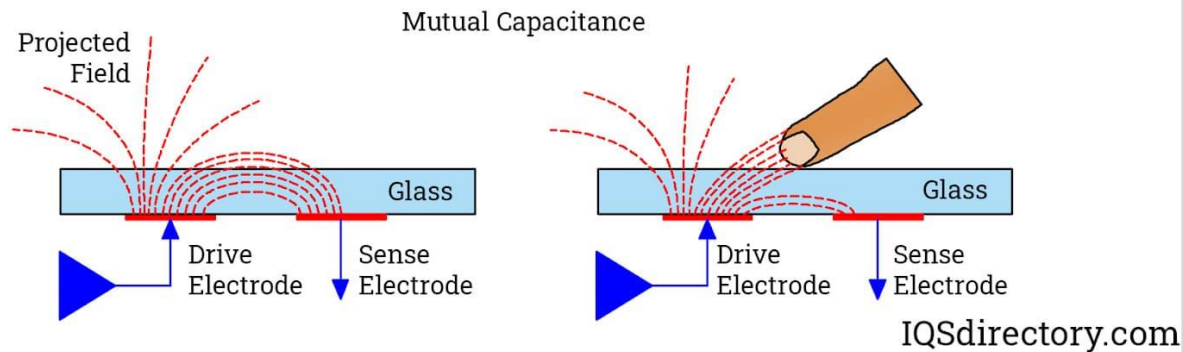 Mutual Capacitance
Projected
Field
Glass
Drive
Electrode
Sense
Electrode
Glass
Drive
Electrode
Sense
Electrode
IQSdirectory.com